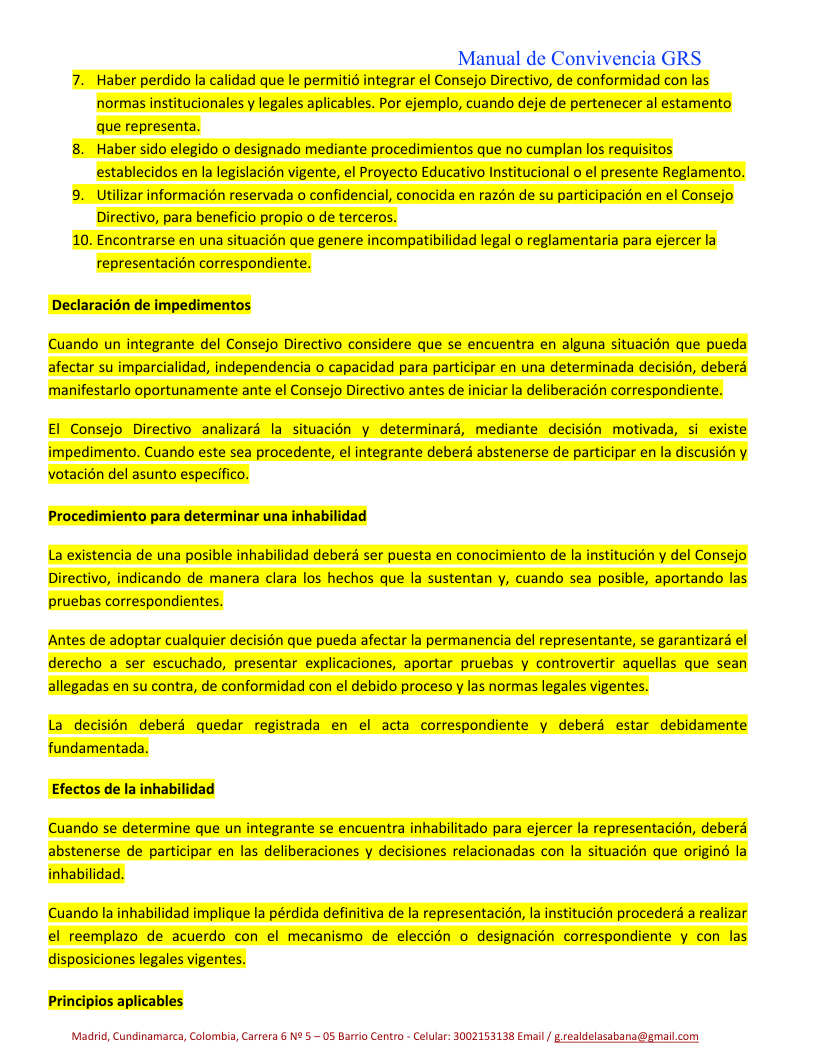 Manual de Convivencia GRS
7. Haber perdido la calidad que le permitió integrar el Consejo Directivo, de conformidad con las
normas institucionales y legales aplicables. Por ejemplo, cuando deje de pertenecer al estamento
que representa.
8. Haber sido elegido o designado mediante procedimientos que no cumplan los requisitos
establecidos en la legislación vigente, el Proyecto Educativo Institucional o el presente Reglamento.
9. Utilizar información reservada o confidencial, conocida en razón de su participación en el Consejo
Directivo, para beneficio propio o de terceros.
10. Encontrarse en una situación que genere incompatibilidad legal o reglamentaria para ejercer la
representación correspondiente.
Declaración de impedimentos
Cuando un integrante del Consejo Directivo considere que se encuentra en alguna situación que pueda
afectar su imparcialidad, independencia o capacidad para participar en una determinada decisión, deberá
manifestarlo oportunamente ante el Consejo Directivo antes de iniciar la deliberación correspondiente.
El Consejo Directivo analizará la situación y determinará, mediante decisión motivada, si existe
impedimento. Cuando este sea procedente, el integrante deberá abstenerse de participar en la discusión y
votación del asunto específico.
Procedimiento para determinar una inhabilidad
La existencia de una posible inhabilidad deberá ser puesta en conocimiento de la institución y del Consejo
Directivo, indicando de manera clara los hechos que la sustentan y, cuando sea posible, aportando las
pruebas correspondientes.
Antes de adoptar cualquier decisión que pueda afectar la permanencia del representante, se garantizará el
derecho a ser escuchado, presentar explicaciones, aportar pruebas y controvertir aquellas que sean
allegadas en su contra, de conformidad con el debido proceso y las normas legales vigentes.
La decisión deberá quedar registrada en el acta correspondiente y deberá estar debidamente
fundamentada.
Efectos de la inhabilidad
Cuando se determine que un integrante se encuentra inhabilitado para ejercer la representación, deberá
abstenerse de participar en las deliberaciones y decisiones relacionadas con la situación que originó la
inhabilidad.
Cuando la inhabilidad implique la pérdida definitiva de la representación, la institución procederá a realizar
el reemplazo de acuerdo con el mecanismo de elección o designación correspondiente y con las
disposiciones legales vigentes.
Principios aplicables
Madrid, Cundinamarca, Colombia, Carrera 6 Nº 5 – 05 Barrio Centro - Celular: 3002153138 Email / g.realdelasabana@gmail.com